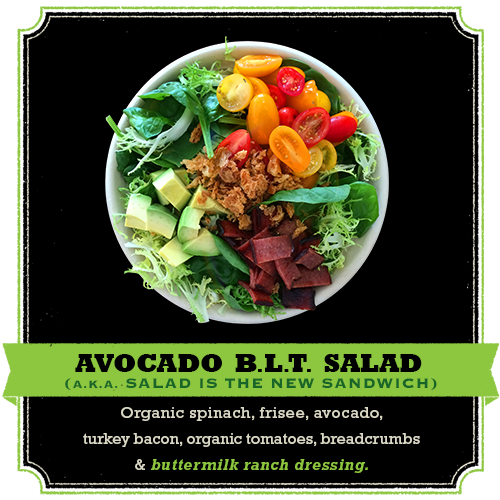 AVOCADO B.L.T. SALAD
(A.K.A. SALAD IS THE NEW SANDWICH)
Organic spinach, frisee, avocado,
turkey bacon, organic tomatoes, breadcrumbs
& buttermilk ranch dressing.